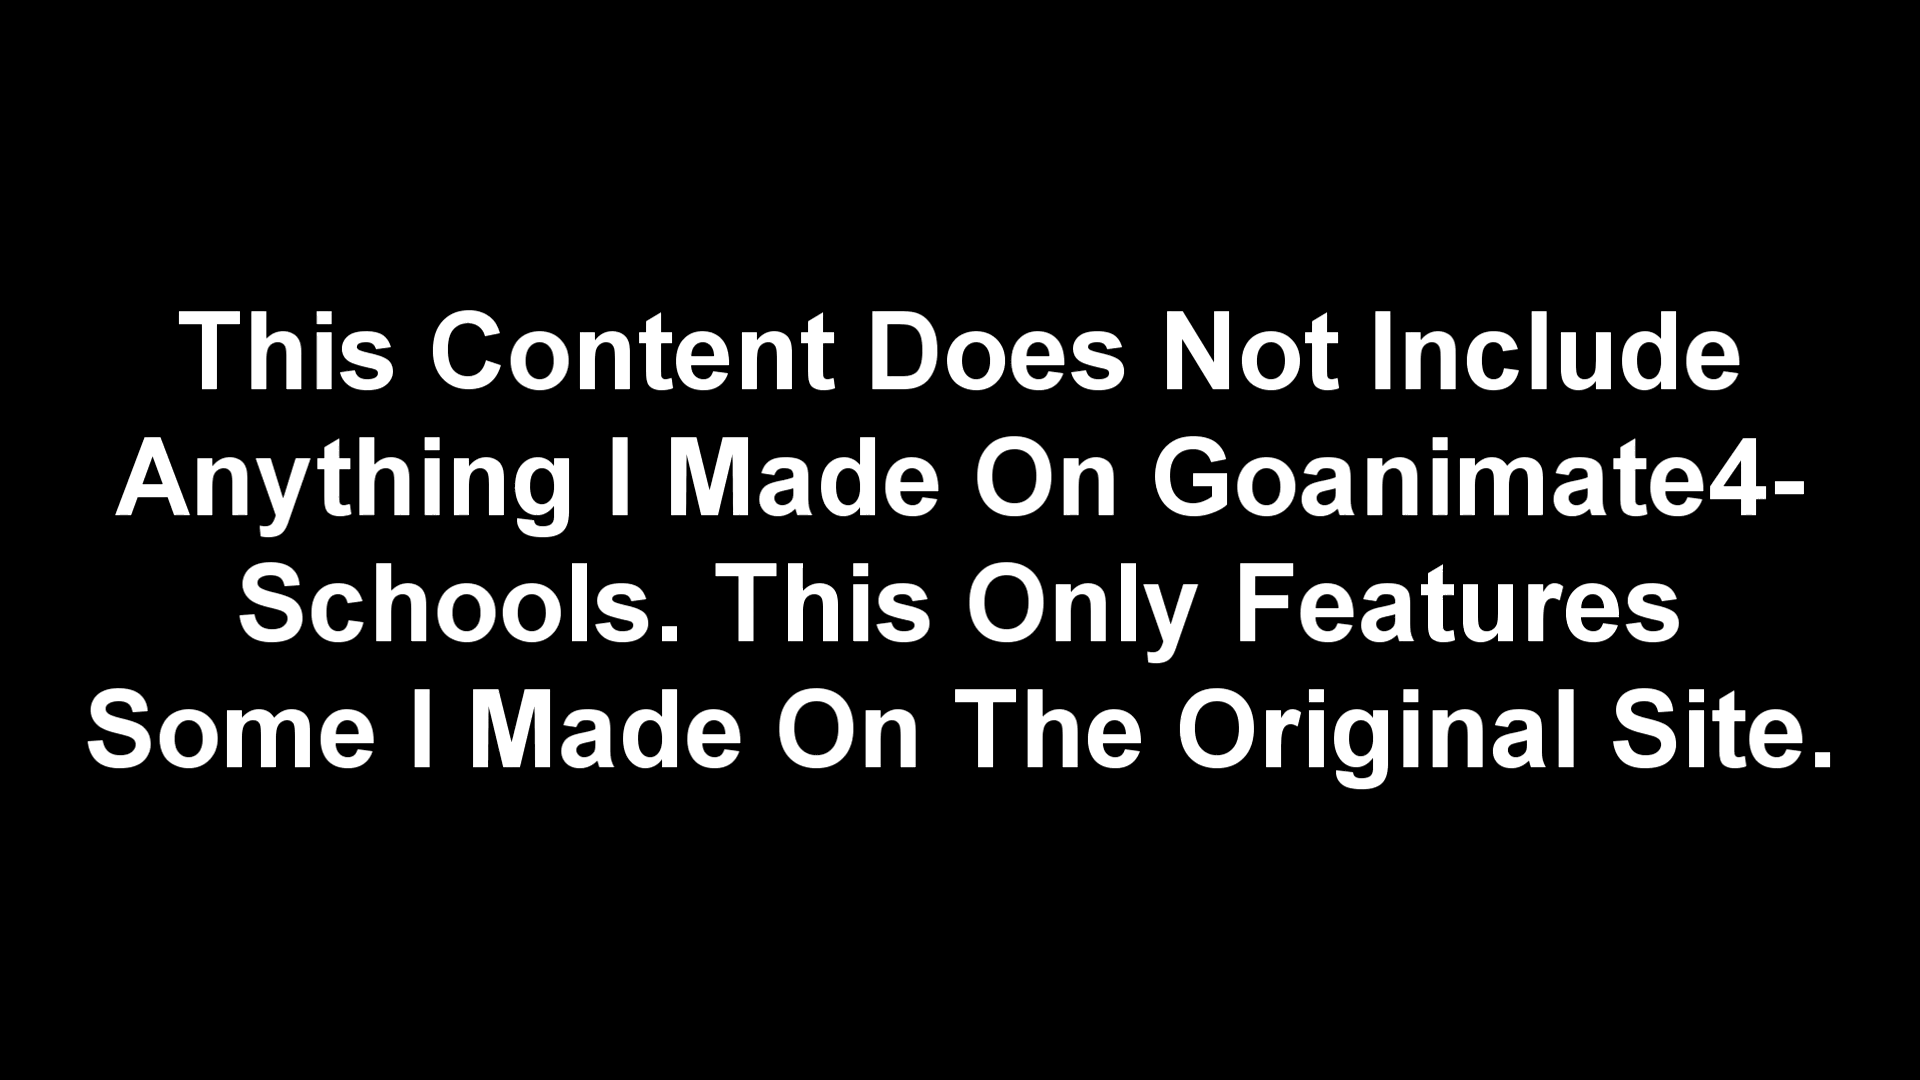 This Content Does Not Include
Anything I Made On Goanimate4-
Schools. This Only Features
Some I Made On The Original Site.